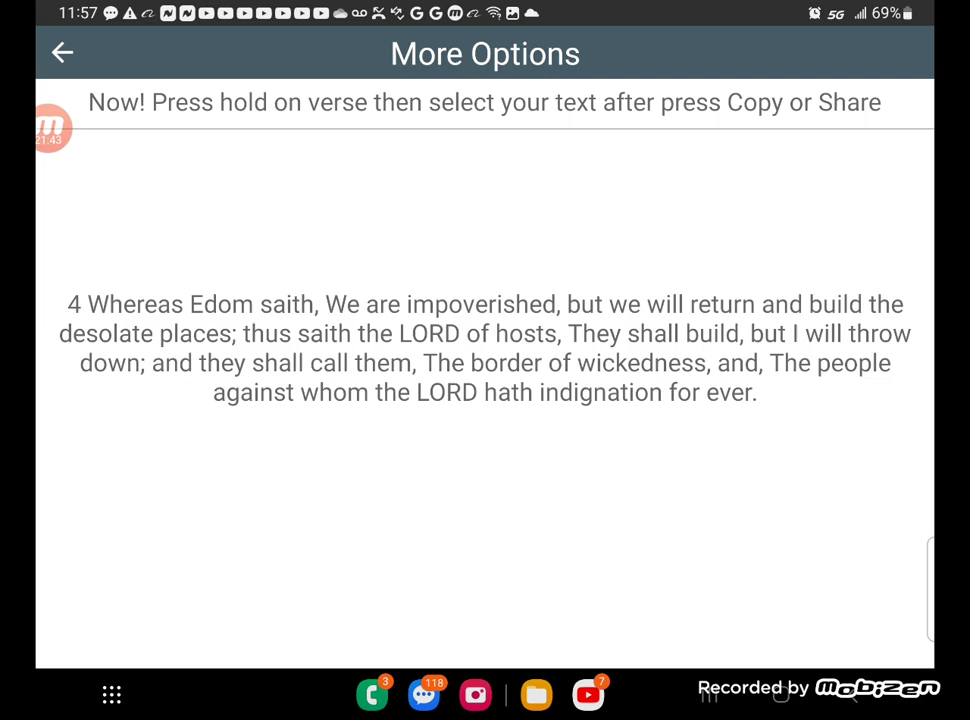 11:57 5G 69%
More Options
Now! Press hold on verse then select your text after press Copy or Share
21:43
4 Whereas Edom saith, We are impoverished, but we will return and build the
desolate places; thus saith the LORD of hosts, They shall build, but I will throw
down; and they shall call them, The border of wickedness, and, The people
against whom the LORD hath indignation for ever.
3 118 7
Recorded by mobizen